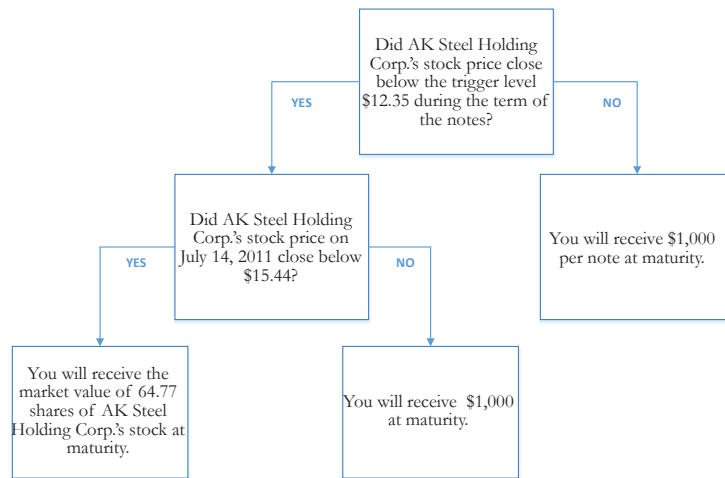 Did AK Steel Holding
Corp.'s stock price close
below the trigger level
$12.35 during the term of
the notes?
YES
NO
Did AK Steel Holding
Corp.'s stock price on
July 14, 2011 close below
$15.44?
You will receive $1,000
per note at maturity.
YES
NO
You will receive the
market value of 64.77
shares of AK Steel
Holding Corp.'s stock at
maturity.
You will receive $1,000
at maturity.